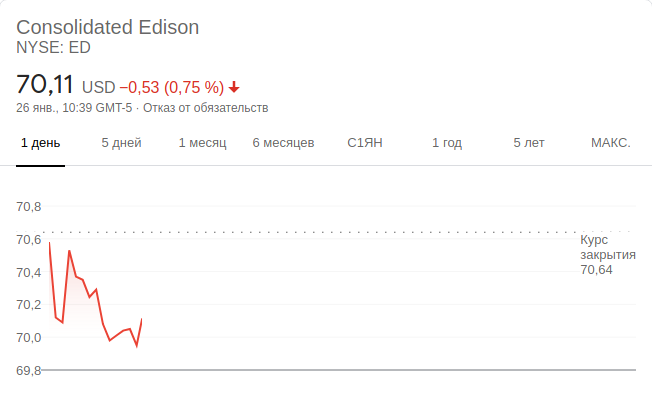 Consolidated Edison
NYSE: ED
70,11 USD −0,53 (0,75 %)
26 янв., 10:39 GMT-5 · Отказ от обязательств
1 день 5 дней 1 месяц 6 месяцев С1ЯН 1 год 5 лет МАКС.
70,8
70,6
Курс
закрытия
70,64
70,4
70,2
70,0
69,8